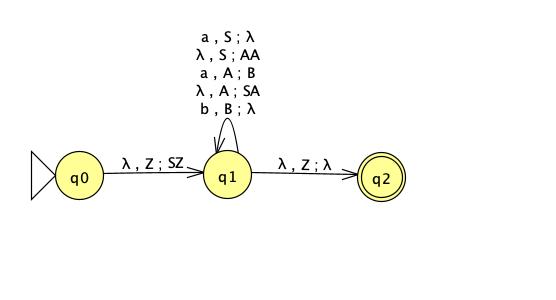 a , S ; λ
λ , S ; AA
a , A ; B
λ , A ; SA
b , B ; λ
λ , Z ; SZ
λ , Z ; λ
q0
q1
q2